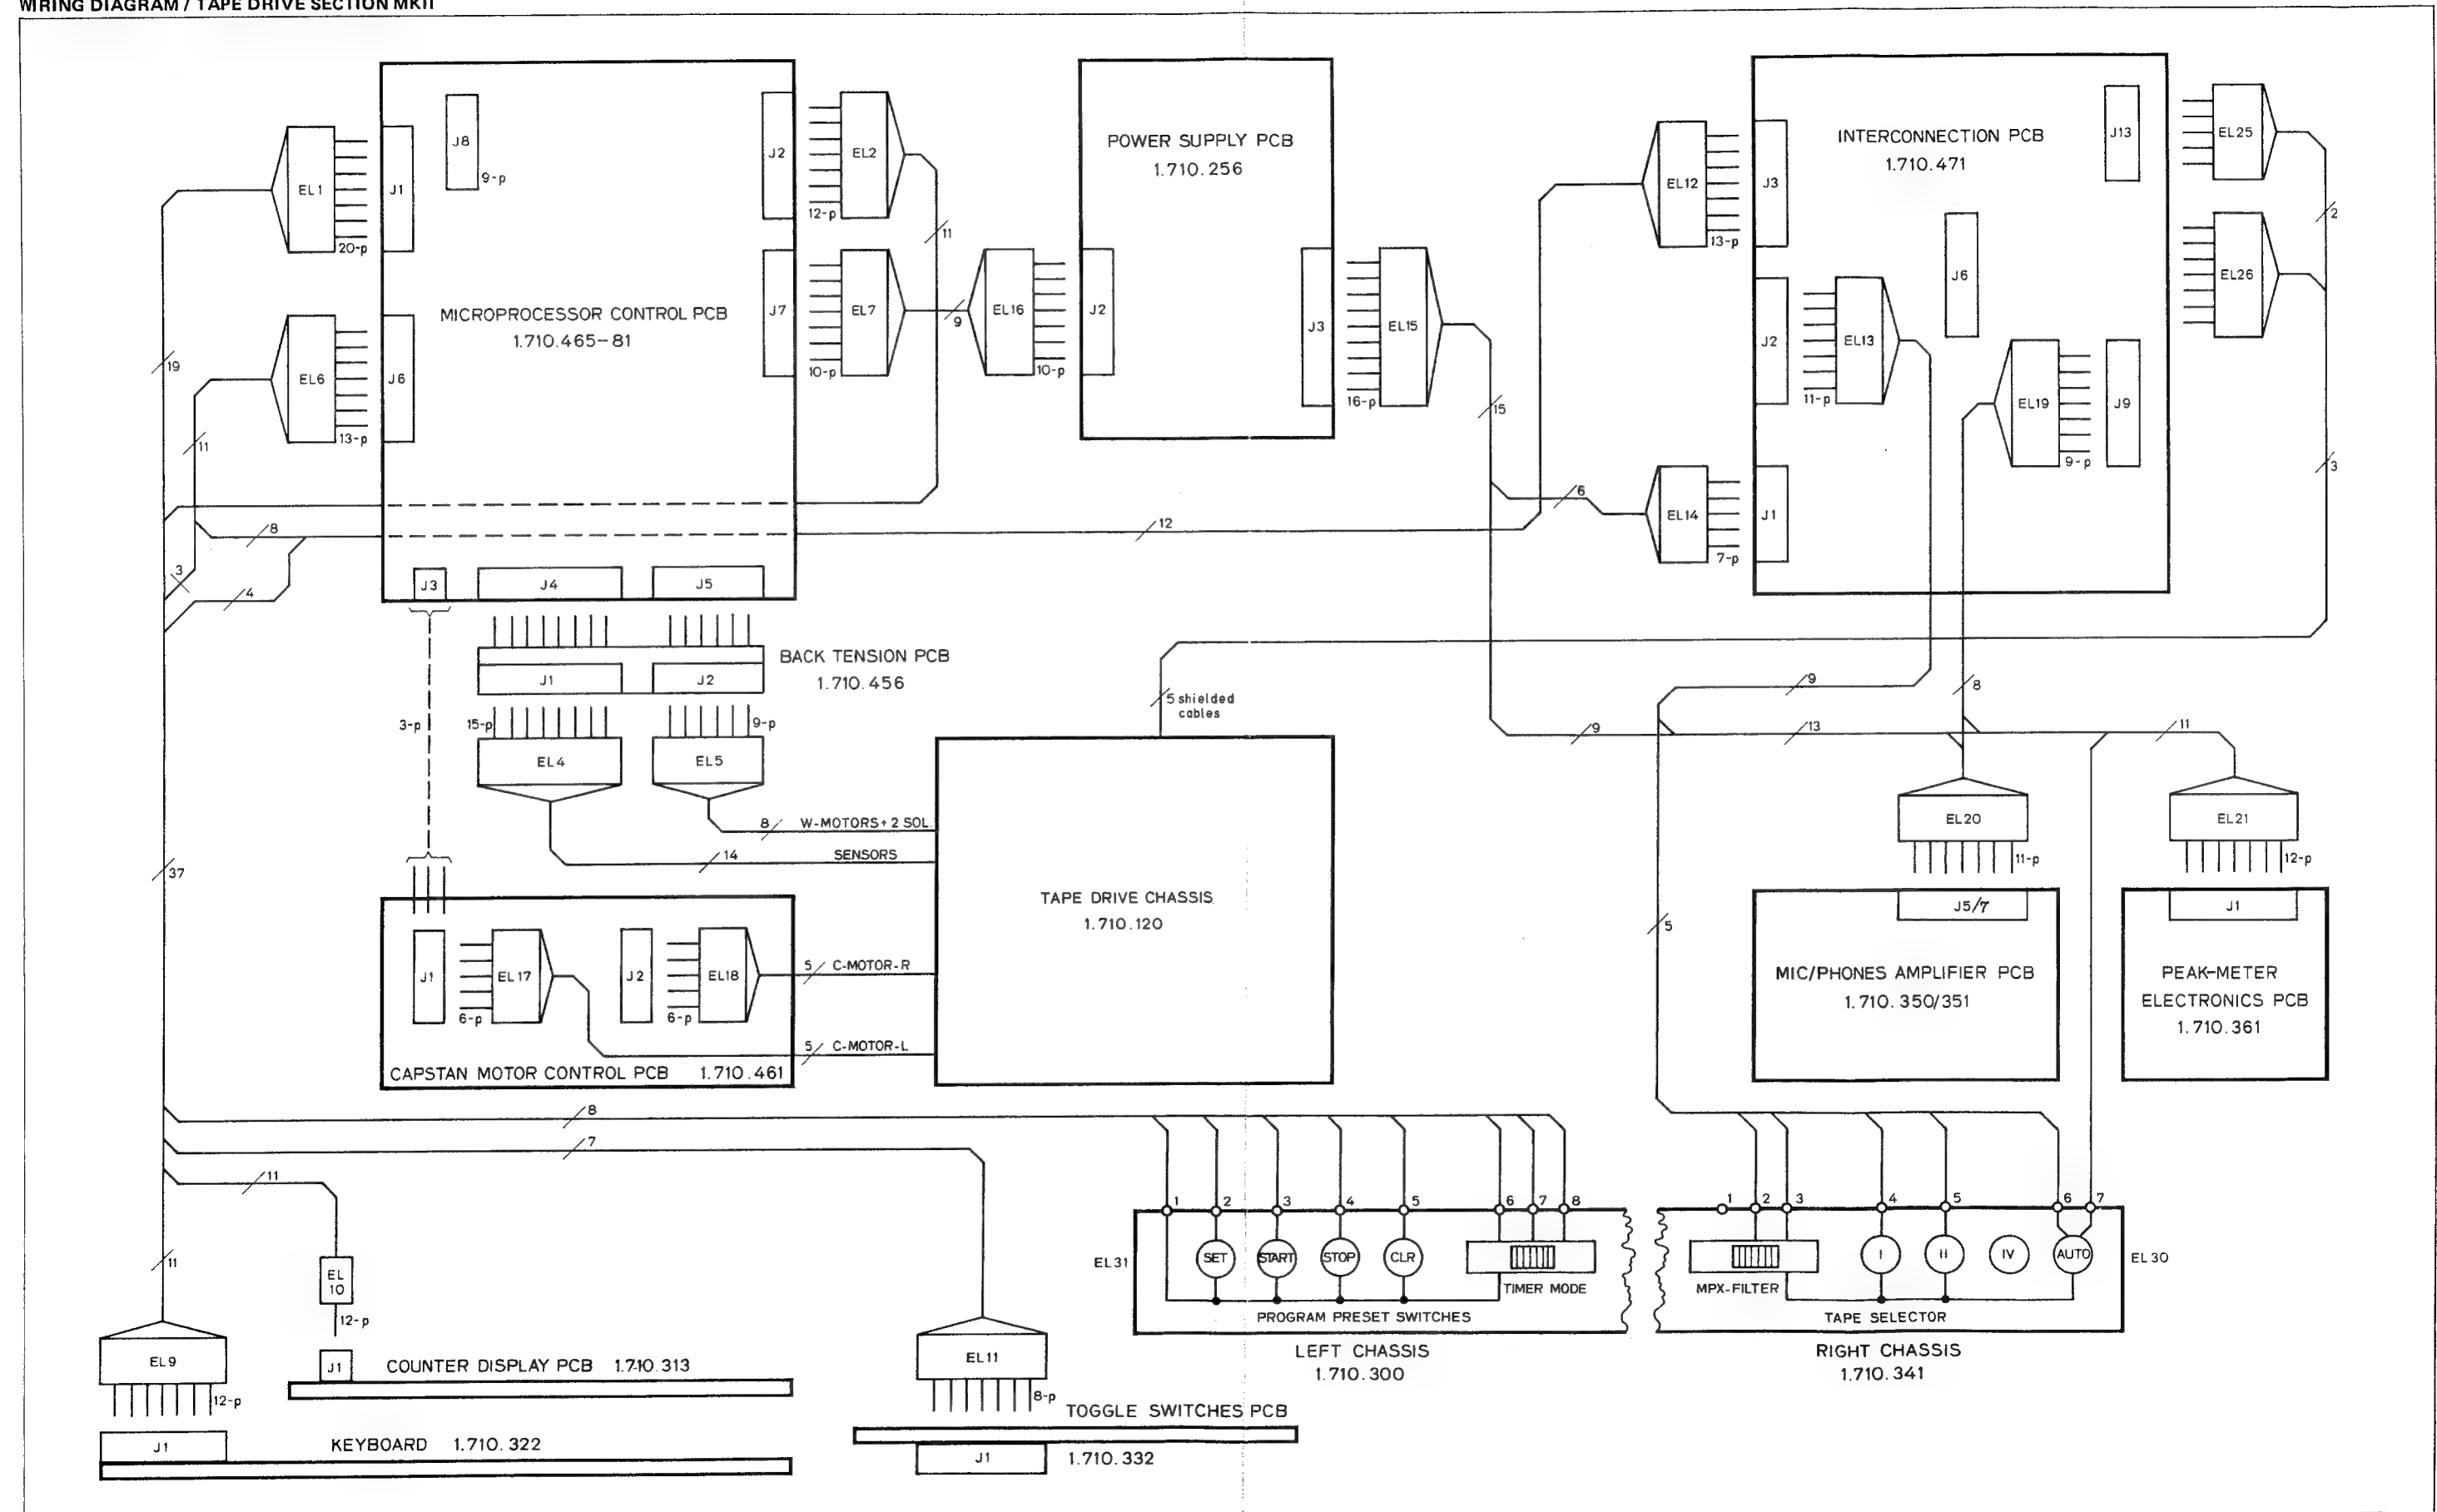 WIRING DIAGRAM / TAPE DRIVE SECTION MKII
EL1
20-p
J1
J8
9-p
J2
EL2
12-p
11
19
EL6
13-p
J6
11
MICROPROCESSOR CONTROL PCB
1.710.465-81
J7
EL7
10-p
9
EL16
10-p
POWER SUPPLY PCB
1.710.256
J2
J3
EL15
16-p
15
EL12
13-p
J3
INTERCONNECTION PCB
1.710.471
J13
EL25
2
J6
EL26
J2
EL13
11-p
EL19
9-p
J9
3
6
EL14
7-p
J1
8
12
3
4
J3
J4
J5
BACK TENSION PCB
1.710.456
J1
J2
3-p
15-p
9-p
EL4
EL5
5 shielded
cables
9
8
9
13
11
8
W-MOTORS+2 SOL.
14
SENSORS
37
TAPE DRIVE CHASSIS
1.710.120
5
EL20
11-p
EL21
12-p
J5/7
J1
MIC/PHONES AMPLIFIER PCB
1.710.350/351
PEAK-METER
ELECTRONICS PCB
1.710.361
J1
EL17
6-p
J2
EL18
6-p
5
C-MOTOR-R
5
C-MOTOR-L
CAPSTAN MOTOR CONTROL PCB 1.710.461
8
7
11
11
1 2 3 4 5 6 7 8
EL31
SET
START
STOP
CLR
TIMER MODE
PROGRAM PRESET SWITCHES
LEFT CHASSIS
1.710.300
1 2 3 4 5 6 7
MPX-FILTER
I
II
IV
AUTO
EL30
TAPE SELECTOR
RIGHT CHASSIS
1.710.341
EL
10
12-p
J1
COUNTER DISPLAY PCB 1.710.313
EL9
12-p
J1
KEYBOARD 1.710.322
EL11
8-p
TOGGLE SWITCHES PCB
J1
1.710.332